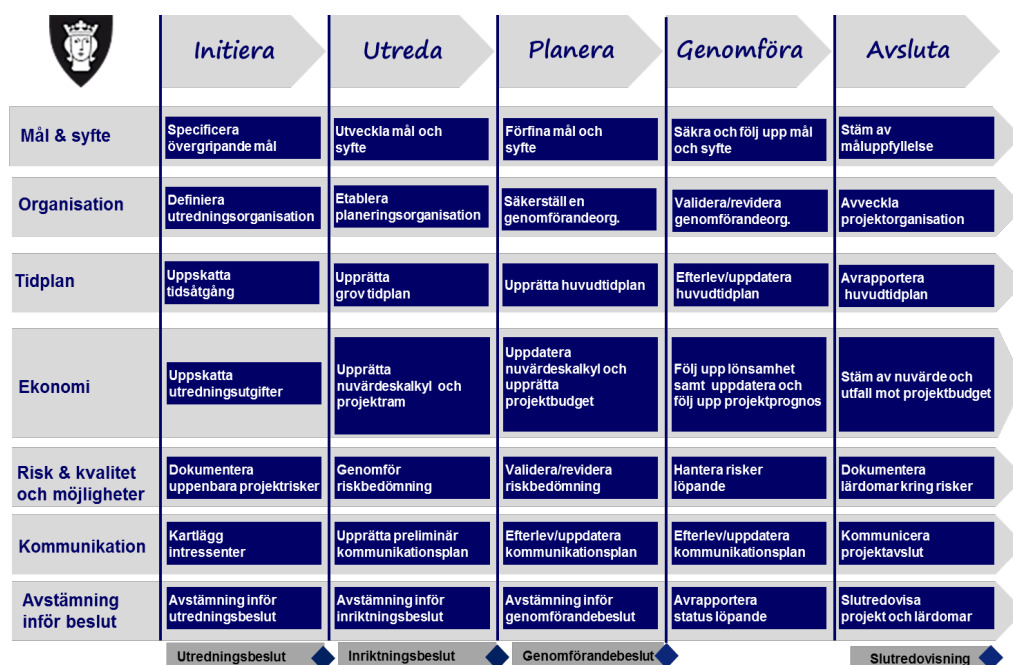 Initiera
Utreda
Planera
Genomföra
Avsluta
Mål & syfte
Specificera
övergripande mål
Utveckla mål och
syfte
Förfina mål och
syfte
Säkra och följ upp mål
och syfte
Stäm av
måluppfyllelse
Organisation
Definiera
utredningsorganisation
Etablera
planeringsorganisation
Säkerställ en
genomförandeorg.
Validera/revidera
genomförandeorg.
Avveckla
projektorganisation
Tidplan
Uppskatta
tidsåtgång
Upprätta
grov tidplan
Upprätta huvudtidplan
Efterlev/uppdatera
huvudtidplan
Avrapportera
huvudtidplan
Ekonomi
Uppskatta
utredningsutgifter
Upprätta
nuvärdeskalkyl och
projektram
Uppdatera
nuvärdeskalkyl och
upprätta
projektbudget
Följ upp lönsamhet
samt uppdatera och
följ upp projektprognos
Stäm av nuvärde och
utfall mot projektbudget
Risk & kvalitet
och möjligheter
Dokumentera
uppenbara projektrisker
Genomför
riskbedömning
Validera/revidera
riskbedömning
Hantera risker
löpande
Dokumentera
lärdomar kring risker
Kommunikation
Kartlägg
intressenter
Upprätta preliminär
kommunikationsplan
Efterlev/uppdatera
kommunikationsplan
Efterlev/uppdatera
kommunikationsplan
Kommunicera
projektavslut
Avstämning
inför beslut
Avstämning inför
utredningsbeslut
Avstämning inför
inriktningsbeslut
Avstämning inför
genomförandebeslut
Avrapportera
status löpande
Slutredovisa
projekt och lärdomar
Utredningsbeslut
Inriktningsbeslut
Genomförandebeslut
Slutredovisning